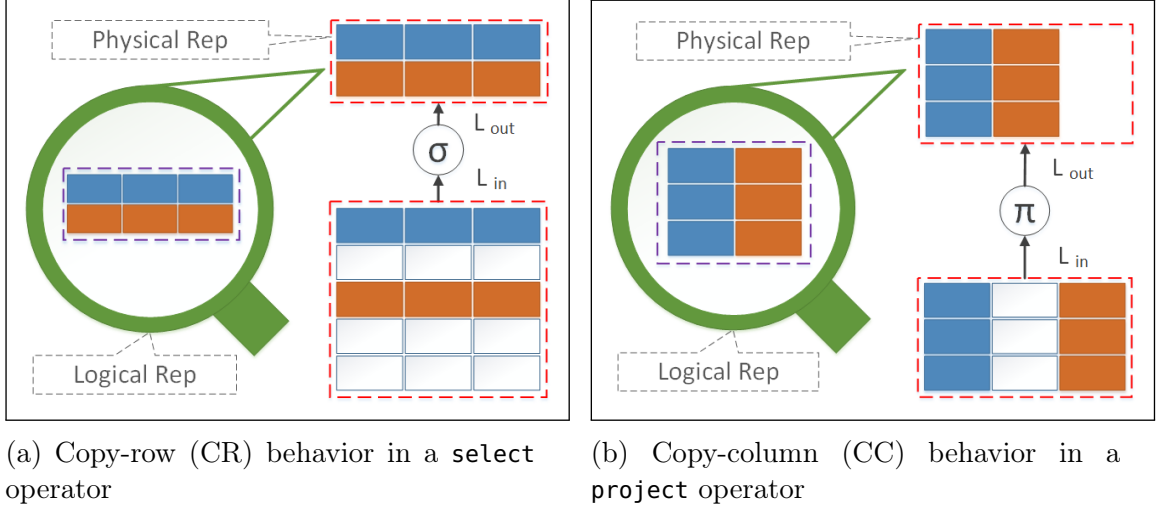 Physical Rep
L out
σ
L in
Logical Rep
(a) Copy-row (CR) behavior in a select
operator
Physical Rep
L out
π
L in
Logical Rep
(b) Copy-column (CC) behavior in a
project operator